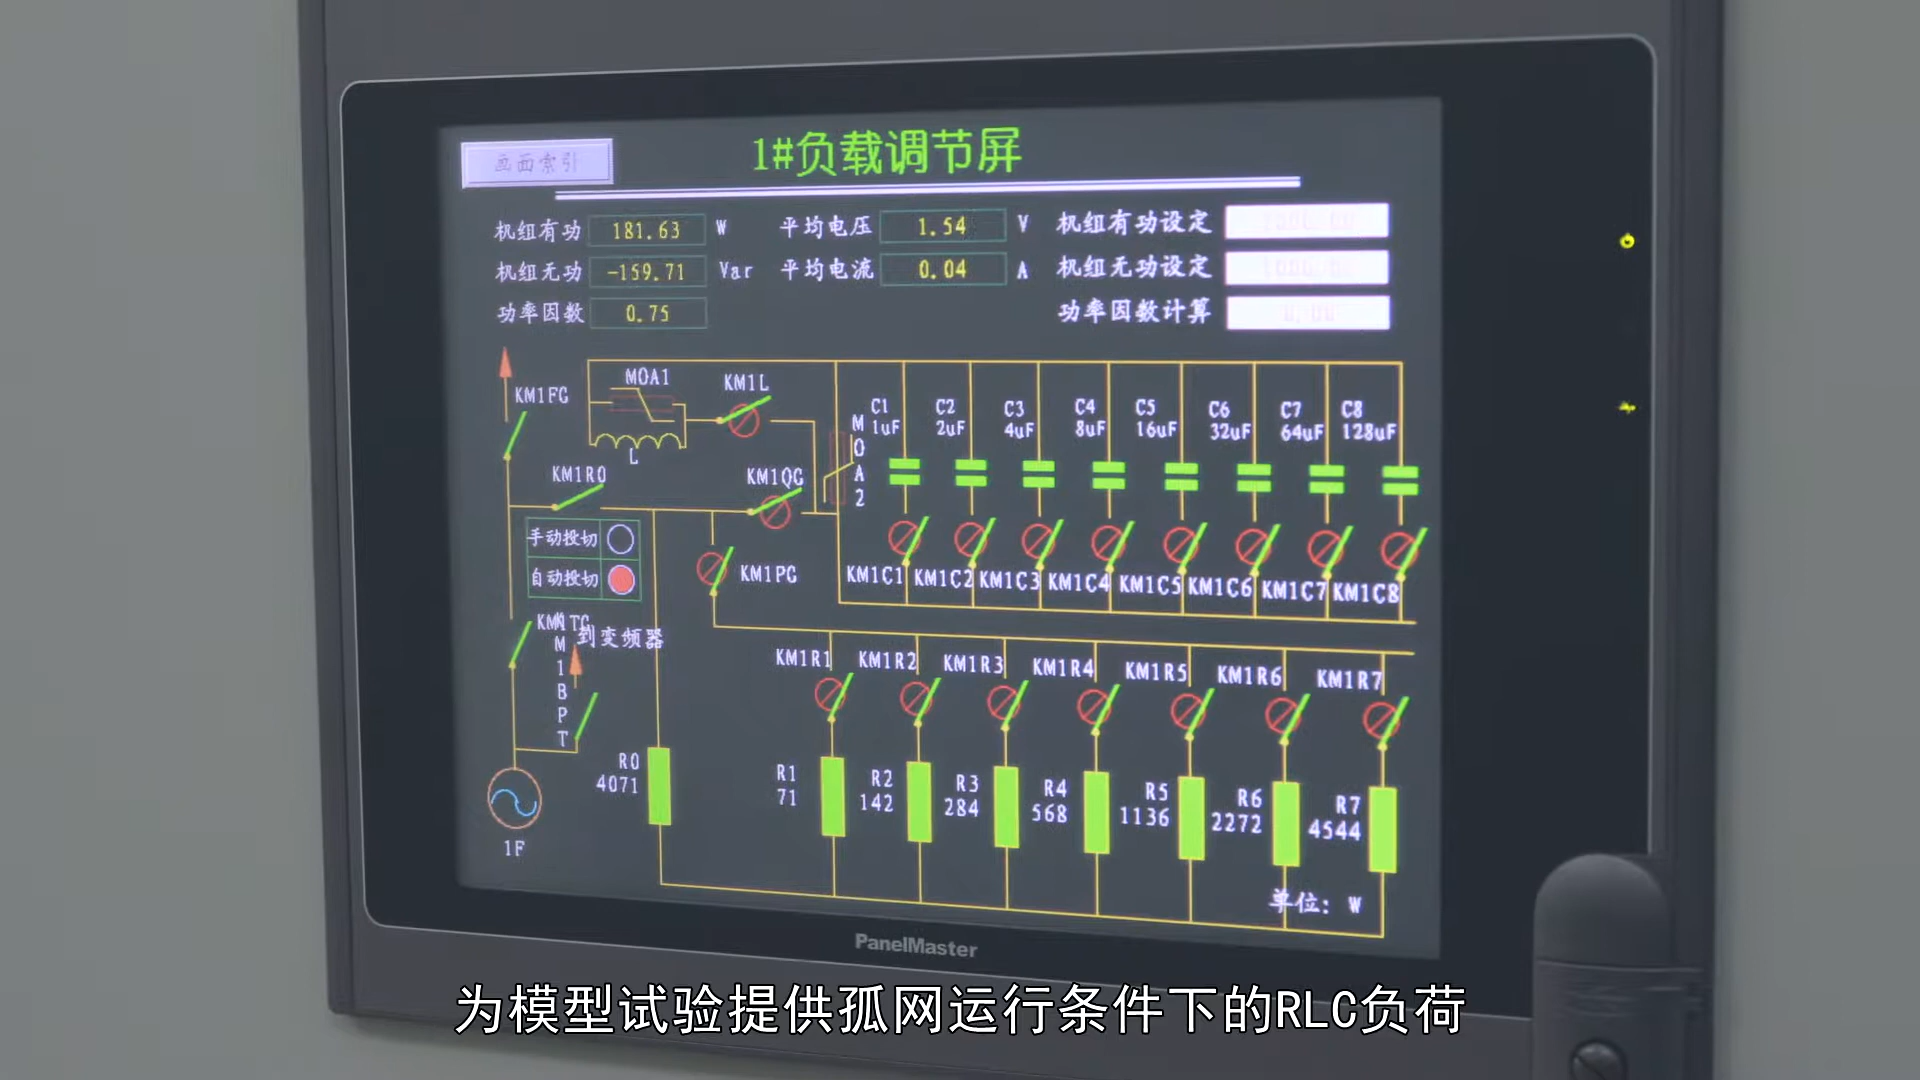 画面索引
1#负载调节屏
机组有功 181.63 W 平均电压 1.54 V 机组有功设定
机组无功 -159.71 Var 平均电流 0.04 A 机组无功设定
功率因数 0.75 功率因数计算
KM1FG
MOA1
KM1L
L
KM1R0
KM1QG
MOA2
C1 C2 C3 C4 C5 C6 C7 C8
1uF 2uF 4uF 8uF 16uF 32uF 64uF 128uF
手动投切
自动投切
KM1PG
KM1C1 KM1C2 KM1C3 KM1C4 KM1C5 KM1C6 KM1C7 KM1C8
到变频器
KM1R1 KM1R2 KM1R3 KM1R4 KM1R5 KM1R6 KM1R7
R0 R1 R2 R3 R4 R5 R6 R7
4071 71 142 284 568 1136 2272 4544
1F
单位: W
PanelMaster
为模型试验提供孤网运行条件下的RLC负荷